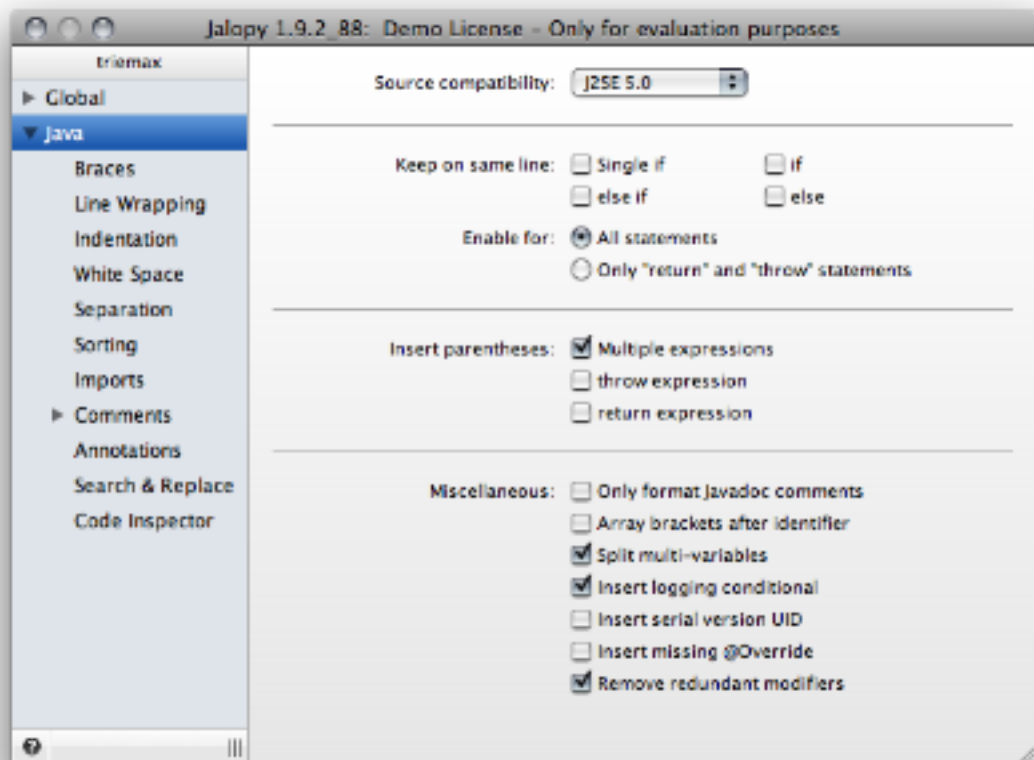 Jalopy 1.9.2_88: Demo License - Only for evaluation purposes
triemax
Global
Java
Braces
Line Wrapping
Indentation
White Space
Separation
Sorting
Imports
Comments
Annotations
Search & Replace
Code Inspector
Source compatibility: J2SE 5.0
Keep on same line: Single if if
else if else
Enable for: All statements
Only "return" and "throw" statements
Insert parentheses: Multiple expressions
throw expression
return expression
Miscellaneous: Only format Javadoc comments
Array brackets after identifier
Split multi-variables
Insert logging conditional
Insert serial version UID
Insert missing @Override
Remove redundant modifiers